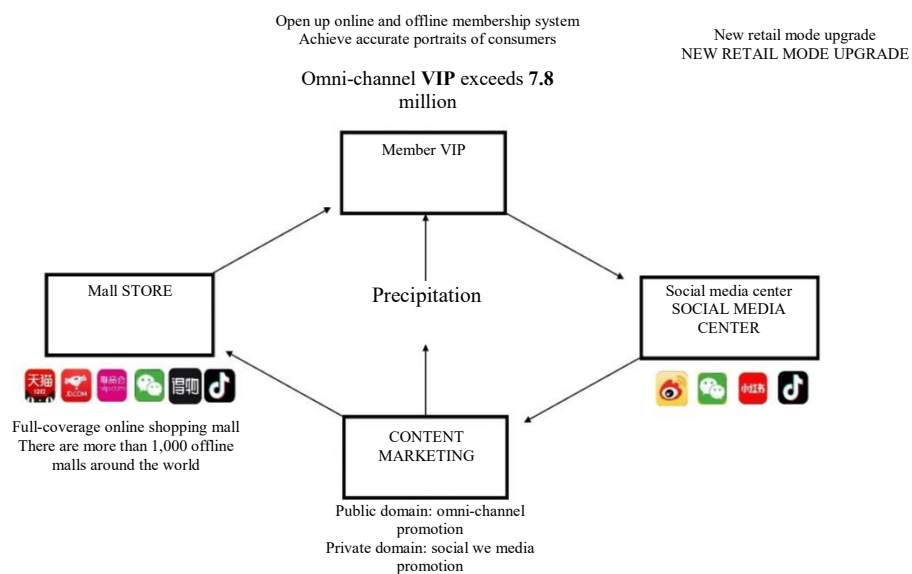 Open up online and offline membership system
Achieve accurate portraits of consumers
New retail mode upgrade
NEW RETAIL MODE UPGRADE
Omni-channel VIP exceeds 7.8
million
Member VIP
Mall STORE
Precipitation
Social media center
SOCIAL MEDIA
CENTER
天猫
JD.COM
唯品会
vip.com
得物
小红书
Full-coverage online shopping mall
There are more than 1,000 offline
malls around the world
CONTENT
MARKETING
Public domain: omni-channel
promotion
Private domain: social we media
promotion